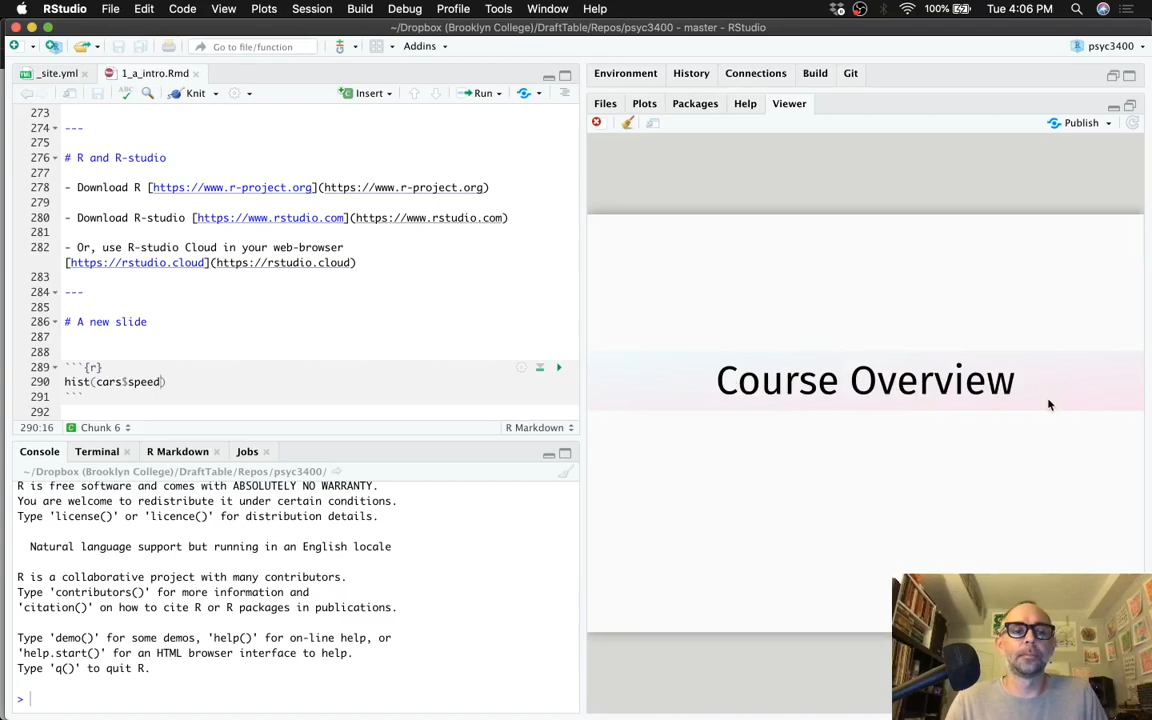 RStudio File Edit Code View Plots Session Build Debug Profile Tools Window Help 100% Tue 4:06 PM
~/Dropbox (Brooklyn College)/DraftTable/Repos/psyc3400 - master - RStudio
Go to file/function Addins psyc3400
_site.yml 1_a_intro.Rmd
Knit Insert Run
273
274 ---
275
276 # R and R-studio
277
278 - Download R [https://www.r-project.org](https://www.r-project.org)
279
280 - Download R-studio [https://www.rstudio.com](https://www.rstudio.com)
281
282 - Or, use R-studio Cloud in your web-browser
[https://rstudio.cloud](https://rstudio.cloud)
283
284 ---
285
286 # A new slide
287
288
289 ```{r}
290 hist(cars$speed)
291 ```
292
290:16 Chunk 6 R Markdown
Console Terminal R Markdown Jobs
~/Dropbox (Brooklyn College)/DraftTable/Repos/psyc3400/
R is free software and comes with ABSOLUTELY NO WARRANTY.
You are welcome to redistribute it under certain conditions.
Type 'license()' or 'licence()' for distribution details.
Natural language support but running in an English locale
R is a collaborative project with many contributors.
Type 'contributors()' for more information and
'citation()' on how to cite R or R packages in publications.
Type 'demo()' for some demos, 'help()' for on-line help, or
'help.start()' for an HTML browser interface to help.
Type 'q()' to quit R.
>
Environment History Connections Build Git
Files Plots Packages Help Viewer
Publish
Course Overview